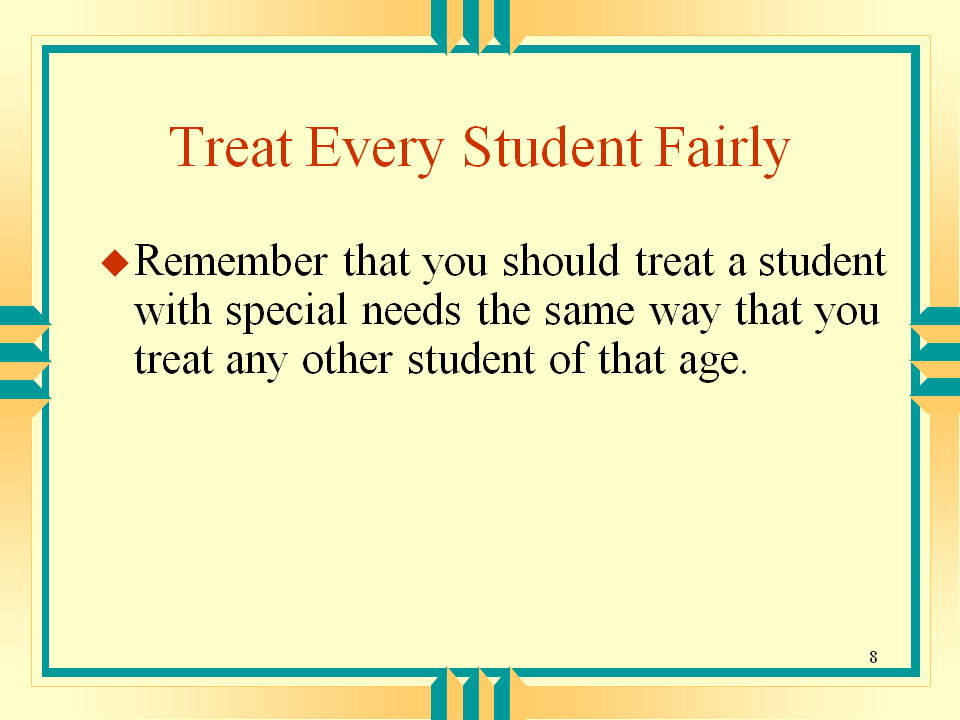 Treat Every Student Fairly
Remember that you should treat a student
with special needs the same way that you
treat any other student of that age.
8